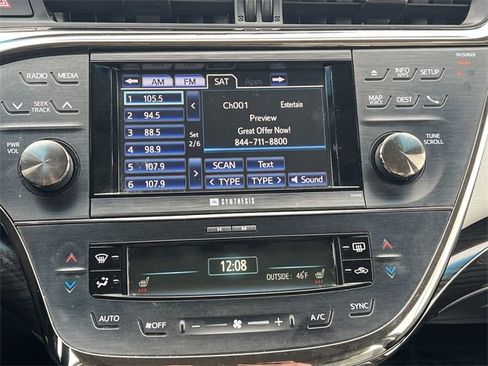 PASSENGER
AM FM SAT Apps
RADIO MEDIA
INFO APPS SETUP
1 105.5
2 94.5
3 88.5
4 98.9
5 107.9
6 107.9
Set
2/6
Ch001 Entertain
Preview
Great Offer Now!
844-711-8800
SCAN Text
< TYPE TYPE > Sound
SEEK
TRACK
MAP
VOICE DEST
PWR
VOL
TUNE
SCROLL
JBL SYNTHESIS
H M
12:08
OUTSIDE : 46°F
AUTO OFF A/C SYNC